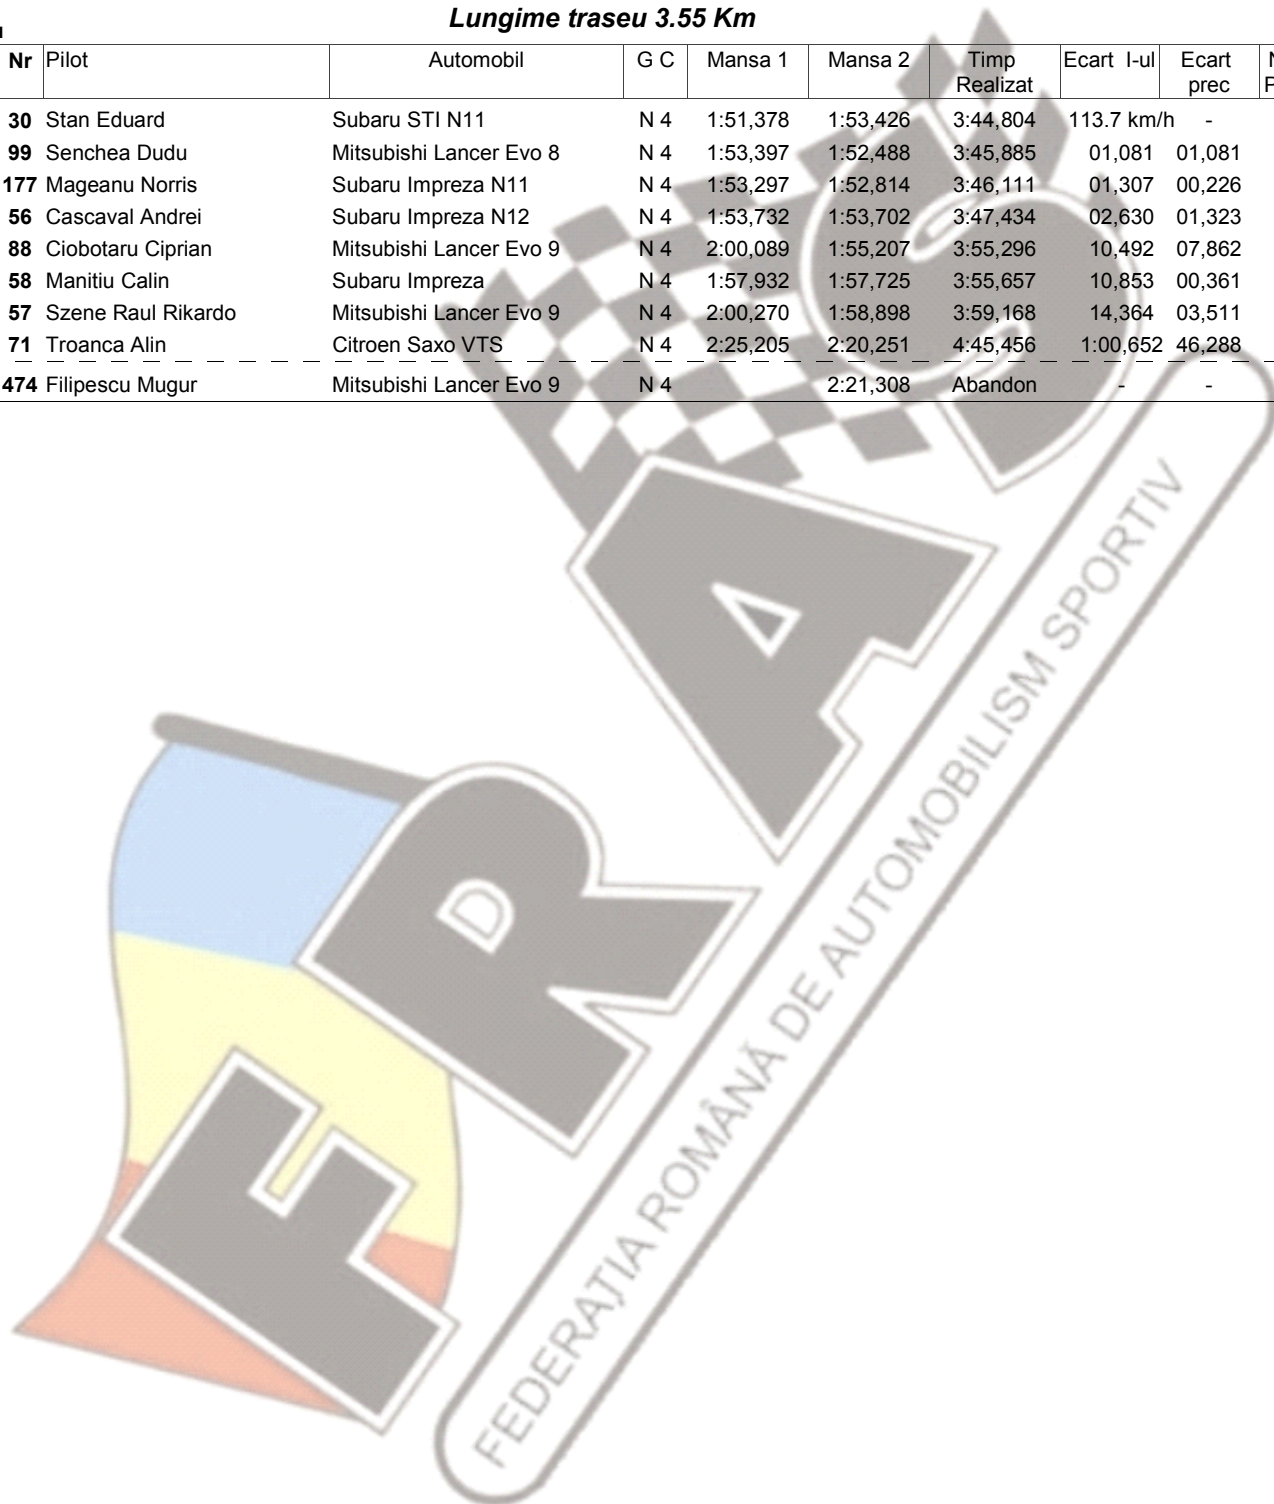 Lungime traseu 3.55 Km
Nr Pilot Automobil G C Mansa 1 Mansa 2 Timp Realizat Ecart I-ul Ecart prec
30 Stan Eduard Subaru STI N11 N 4 1:51,378 1:53,426 3:44,804 113.7 km/h -
99 Senchea Dudu Mitsubishi Lancer Evo 8 N 4 1:53,397 1:52,488 3:45,885 01,081 01,081
177 Mageanu Norris Subaru Impreza N11 N 4 1:53,297 1:52,814 3:46,111 01,307 00,226
56 Cascaval Andrei Subaru Impreza N12 N 4 1:53,732 1:53,702 3:47,434 02,630 01,323
88 Ciobotaru Ciprian Mitsubishi Lancer Evo 9 N 4 2:00,089 1:55,207 3:55,296 10,492 07,862
58 Manitiu Calin Subaru Impreza N 4 1:57,932 1:57,725 3:55,657 10,853 00,361
57 Szene Raul Rikardo Mitsubishi Lancer Evo 9 N 4 2:00,270 1:58,898 3:59,168 14,364 03,511
71 Troanca Alin Citroen Saxo VTS N 4 2:25,205 2:20,251 4:45,456 1:00,652 46,288
474 Filipescu Mugur Mitsubishi Lancer Evo 9 N 4 2:21,308 Abandon - -
FRAS
FEDERAȚIA ROMÂNĂ DE AUTOMOBILISM SPORTIV